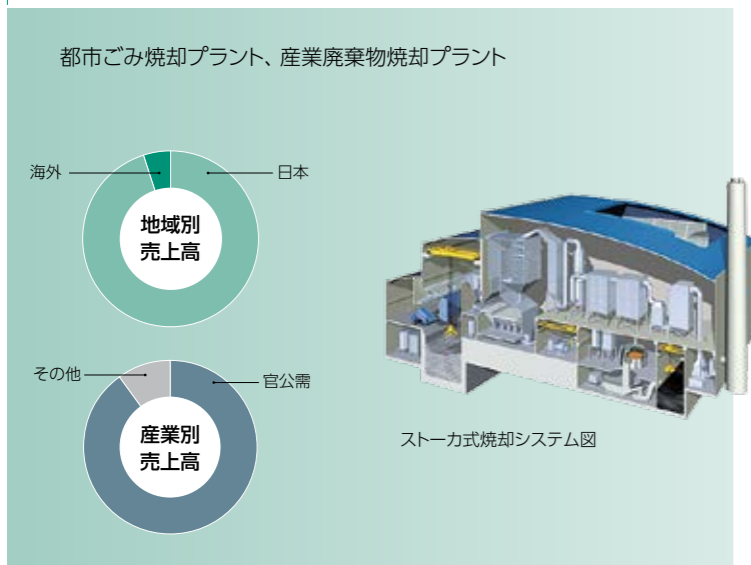 都市ごみ焼却プラント、産業廃棄物焼却プラント
海外
日本
地域別
売上高
その他
官公需
産業別
売上高
ストーカ式焼却システム図